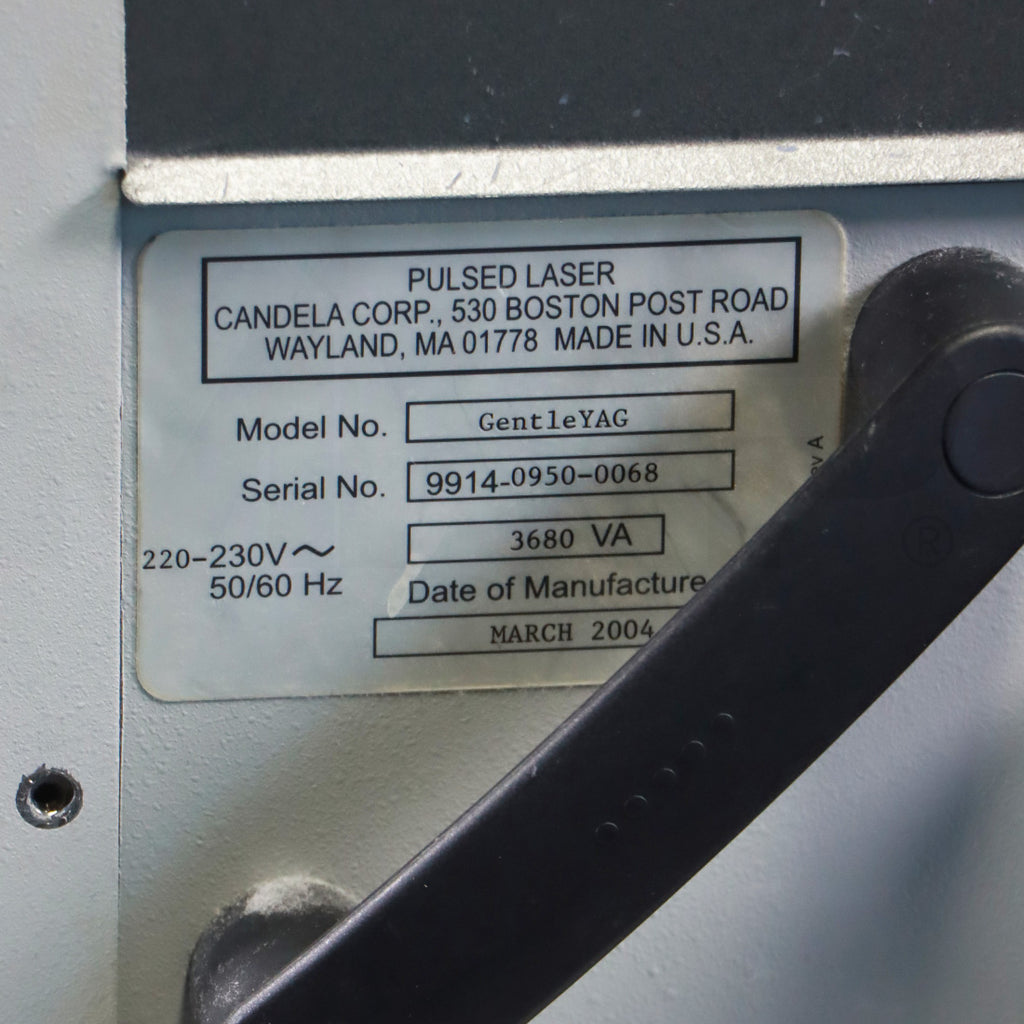 PULSED LASER
CANDELA CORP., 530 BOSTON POST ROAD
WAYLAND, MA 01778 MADE IN U.S.A.
Model No. GentleYAG
Serial No. 9914-0950-0068
220-230V~ 3680 VA
50/60 Hz
Date of Manufacture
MARCH 2004
A
®